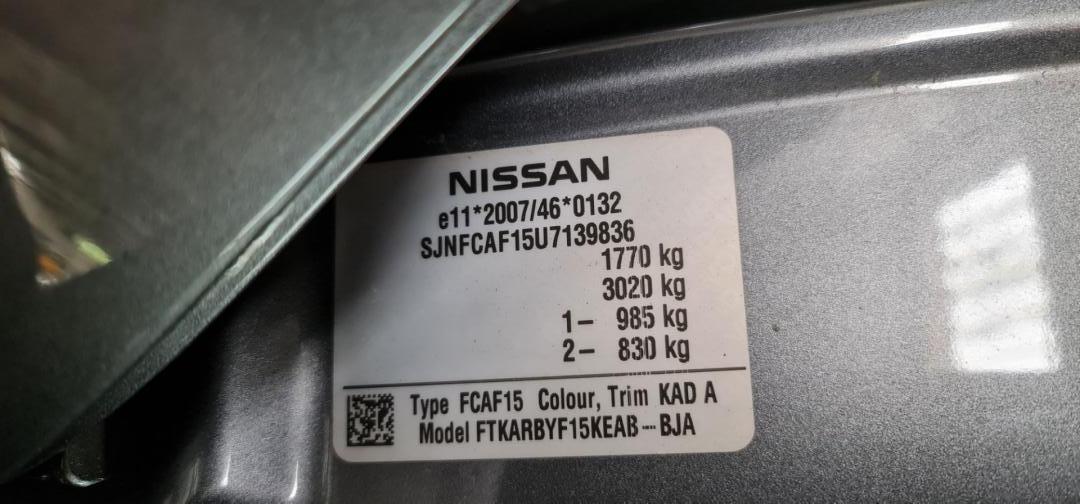 NISSAN
e11*2007/46*0132
SJNFCAF15U7139836
1770 kg
3020 kg
1– 985 kg
2– 830 kg
Type FCAF15 Colour, Trim KAD A
Model FTKARBYF15KEAB---BJA